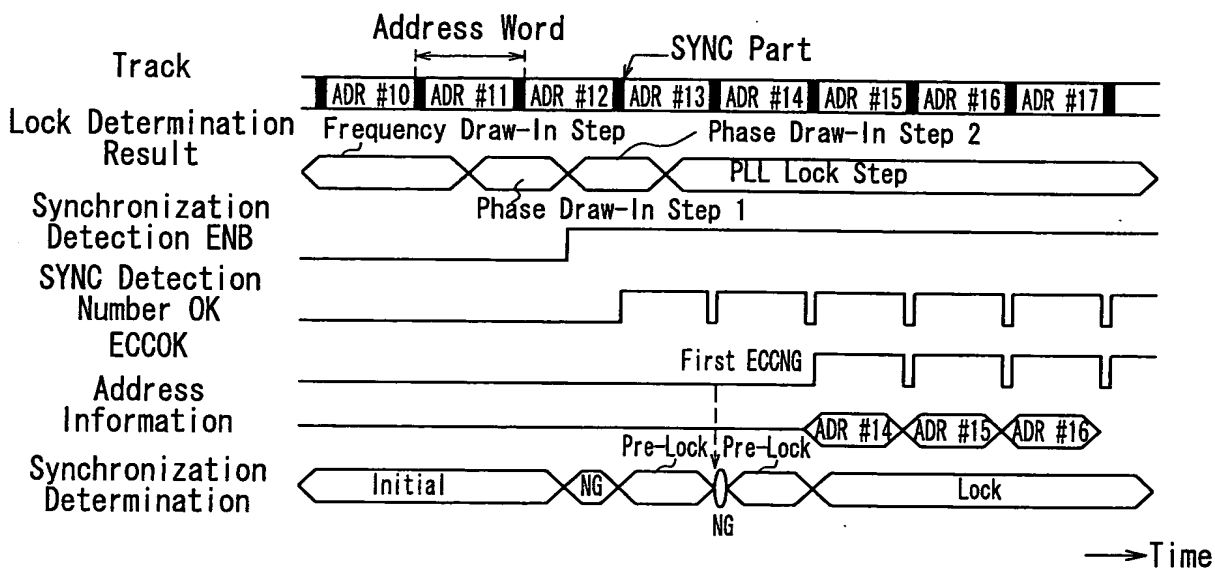 Address Word
SYNC Part
Track
ADR #10 ADR #11 ADR #12 ADR #13 ADR #14 ADR #15 ADR #16 ADR #17
Lock Determination
Result
Frequency Draw-In Step
Phase Draw-In Step 2
PLL Lock Step
Phase Draw-In Step 1
Synchronization
Detection ENB
SYNC Detection
Number OK
ECCOK
First ECCNG
Address
Information
ADR #14 ADR #15 ADR #16
Pre-Lock Pre-Lock
Synchronization
Determination
Initial NG Lock
NG
Time